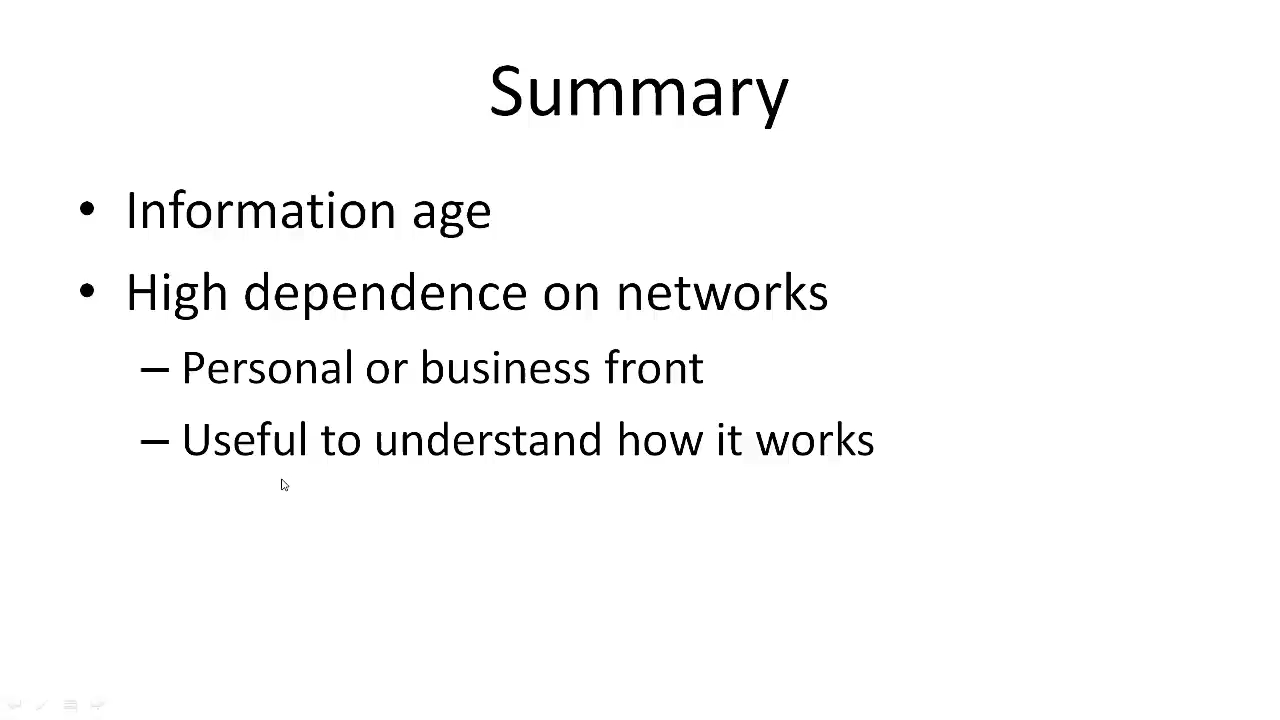 Summary
• Information age
• High dependence on networks
– Personal or business front
– Useful to understand how it works